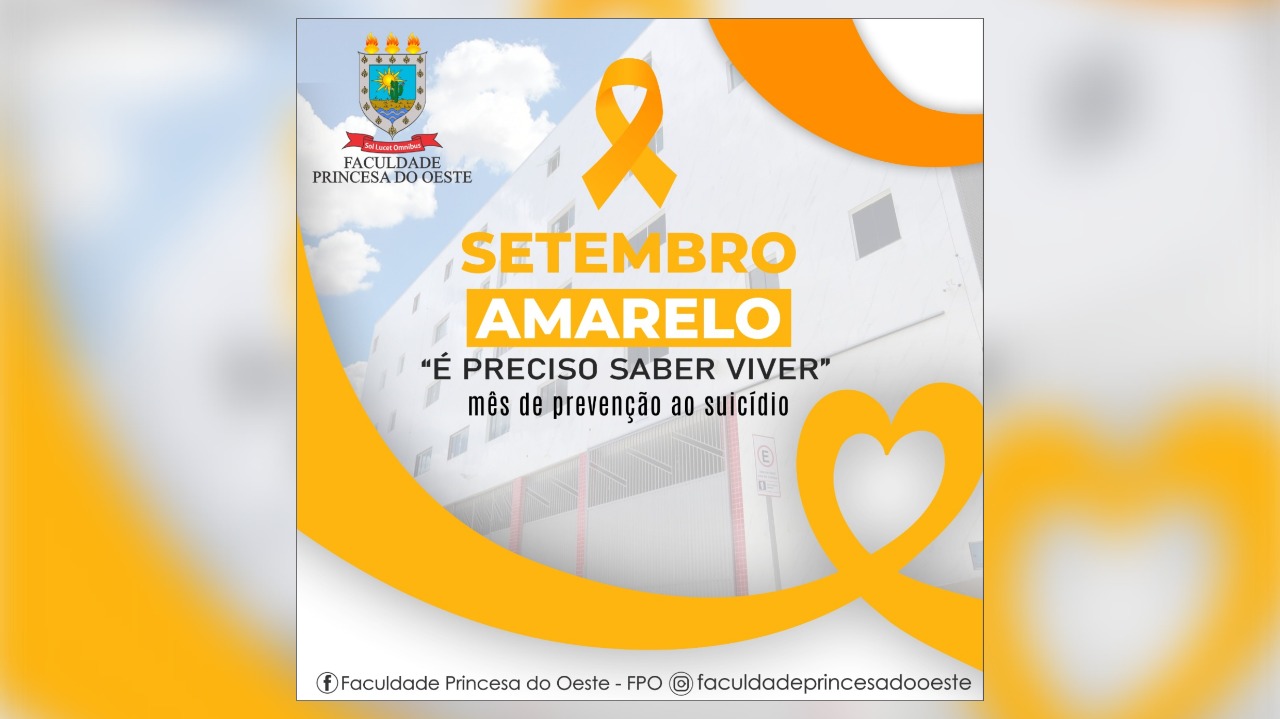 Sol Lucet Omnibus
FACULDADE
PRINCESA DO OESTE
SETEMBRO
AMARELO
“É PRECISO SABER VIVER”
mês de prevenção ao suicídio
E
Faculdade Princesa do Oeste - FPO faculdadeprincesadooeste